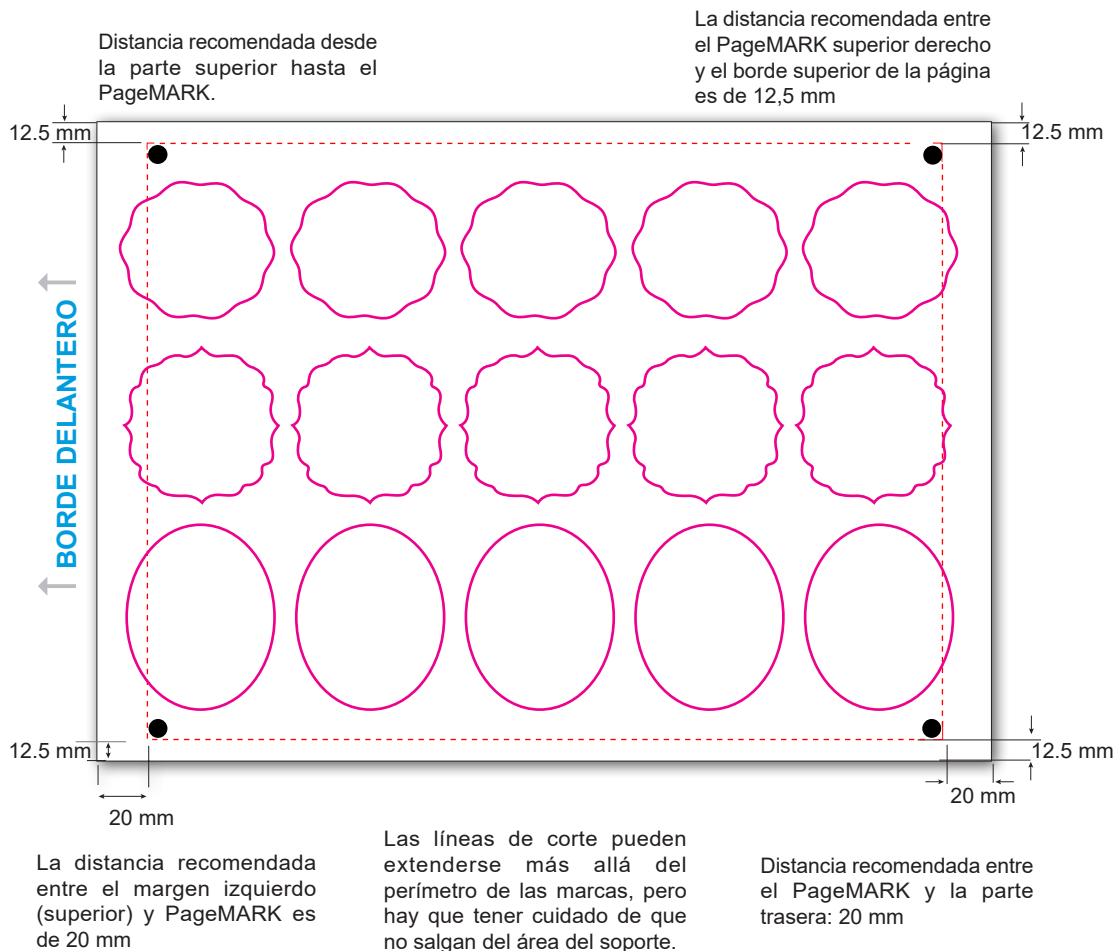 Distancia recomendada desde
la parte superior hasta el
PageMARK.
La distancia recomendada entre
el PageMARK superior derecho
y el borde superior de la página
es de 12,5 mm
12.5 mm
12.5 mm
BORDE DELANTERO
12.5 mm
12.5 mm
20 mm
20 mm
La distancia recomendada
entre el margen izquierdo
(superior) y PageMARK es
de 20 mm
Las líneas de corte pueden
extenderse más allá del
perímetro de las marcas, pero
hay que tener cuidado de que
no salgan del área del soporte.
Distancia recomendada entre
el PageMARK y la parte
trasera: 20 mm